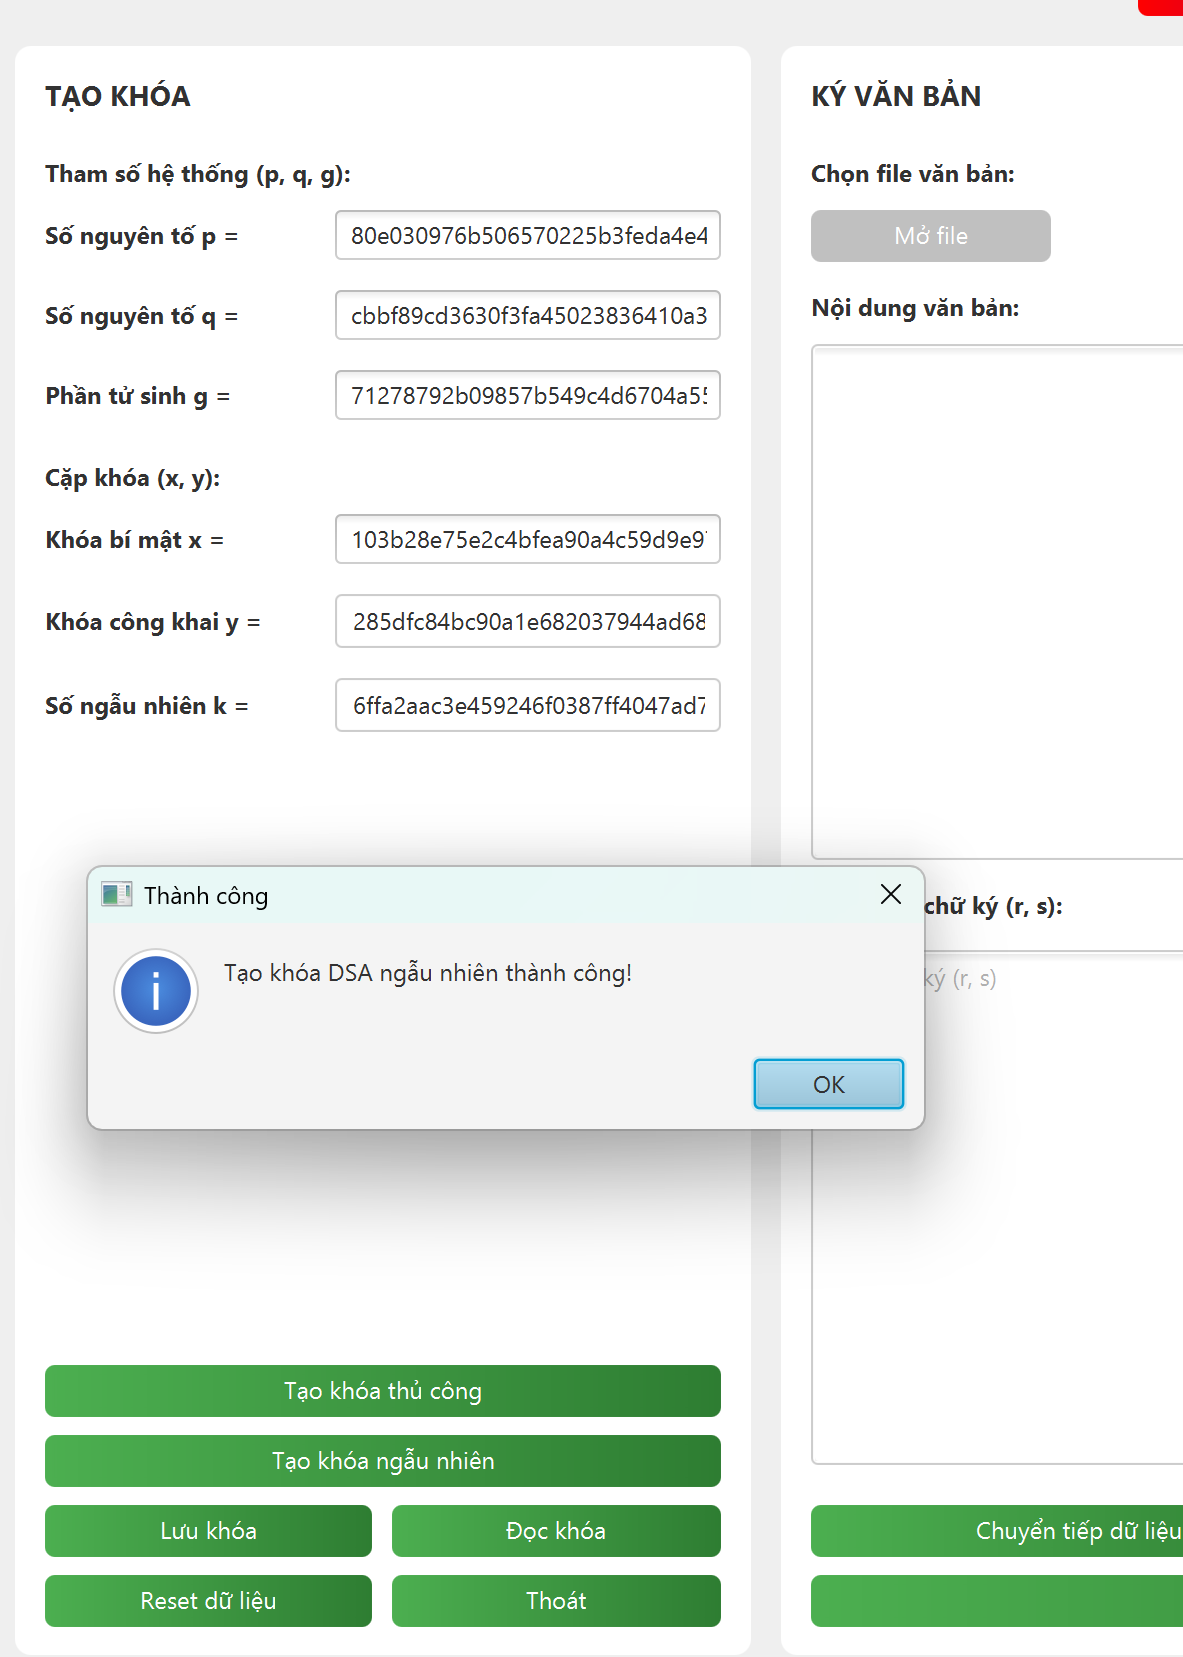 TẠO KHÓA
Tham số hệ thống (p, q, g):
Số nguyên tố p =
80e030976b506570225b3feda4e4
Số nguyên tố q =
cbbf89cd3630f3fa45023836410a3
Phần tử sinh g =
71278792b09857b549c4d6704a55
Cặp khóa (x, y):
Khóa bí mật x =
103b28e75e2c4bfea90a4c59d9e9
Khóa công khai y =
285dfc84bc90a1e682037944ad68
Số ngẫu nhiên k =
6ffa2aac3e459246f0387ff4047ad7
Thành công
Tạo khóa DSA ngẫu nhiên thành công!
OK
Tạo khóa thủ công
Tạo khóa ngẫu nhiên
Lưu khóa
Đọc khóa
Reset dữ liệu
Thoát
KÝ VĂN BẢN
Chọn file văn bản:
Mở file
Nội dung văn bản:
chữ ký (r, s):
ký (r, s)
Chuyển tiếp dữ liệu